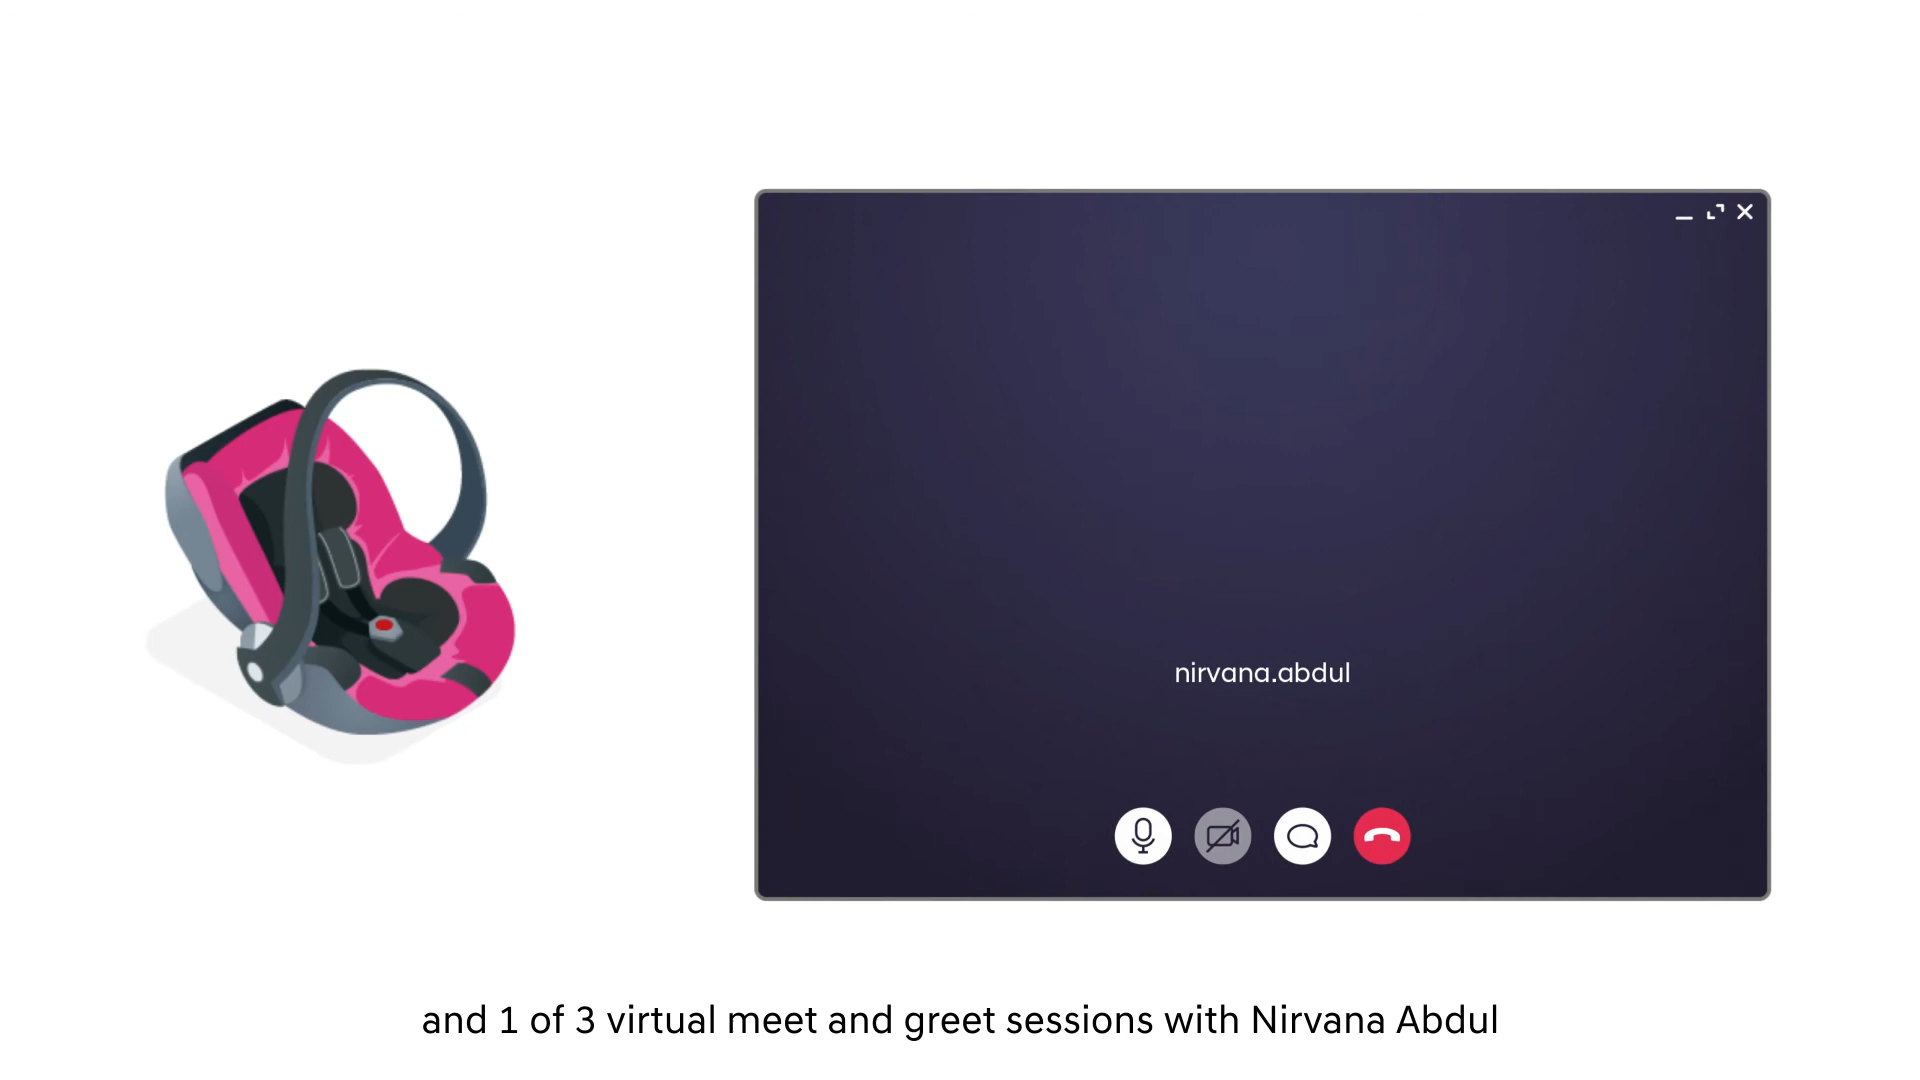 nirvana.abdul
and 1 of 3 virtual meet and greet sessions with Nirvana Abdul